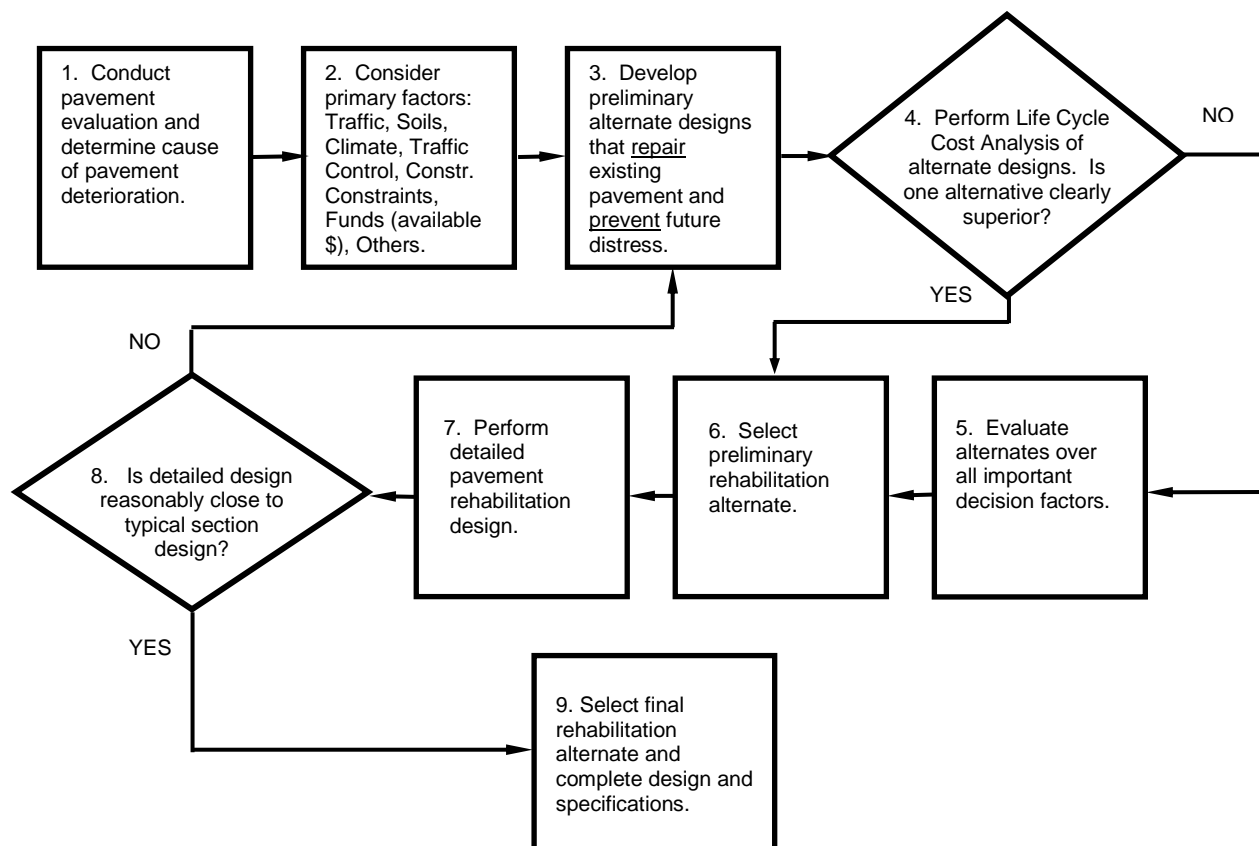 1. Conduct
pavement
evaluation and
determine cause
of pavement
deterioration.
2. Consider
primary factors:
Traffic, Soils,
Climate, Traffic
Control, Constr.
Constraints,
Funds (available
$), Others.
3. Develop
preliminary
alternate designs
that repair
existing
pavement and
prevent future
distress.
4. Perform Life Cycle
Cost Analysis of
alternate designs. Is
one alternative clearly
superior?
NO
YES
NO
8. Is detailed design
reasonably close to
typical section
design?
7. Perform
detailed
pavement
rehabilitation
design.
6. Select
preliminary
rehabilitation
alternate.
5. Evaluate
alternates over
all important
decision factors.
YES
9. Select final
rehabilitation
alternate and
complete design and
specifications.